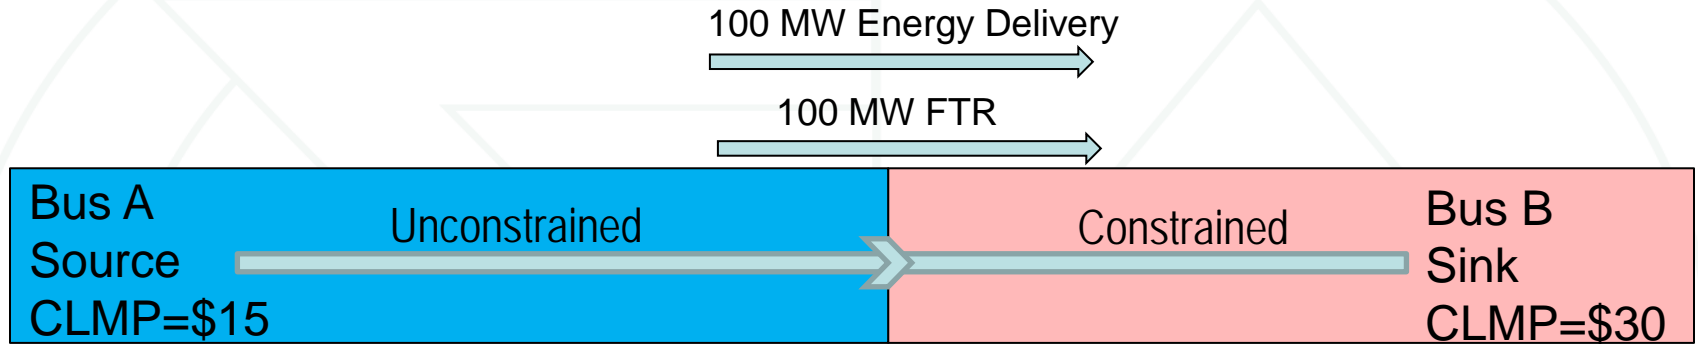 100 MW Energy Delivery
100 MW FTR
Bus A
Source
CLMP=$15
Unconstrained
Constrained
Bus B
Sink
CLMP=$30